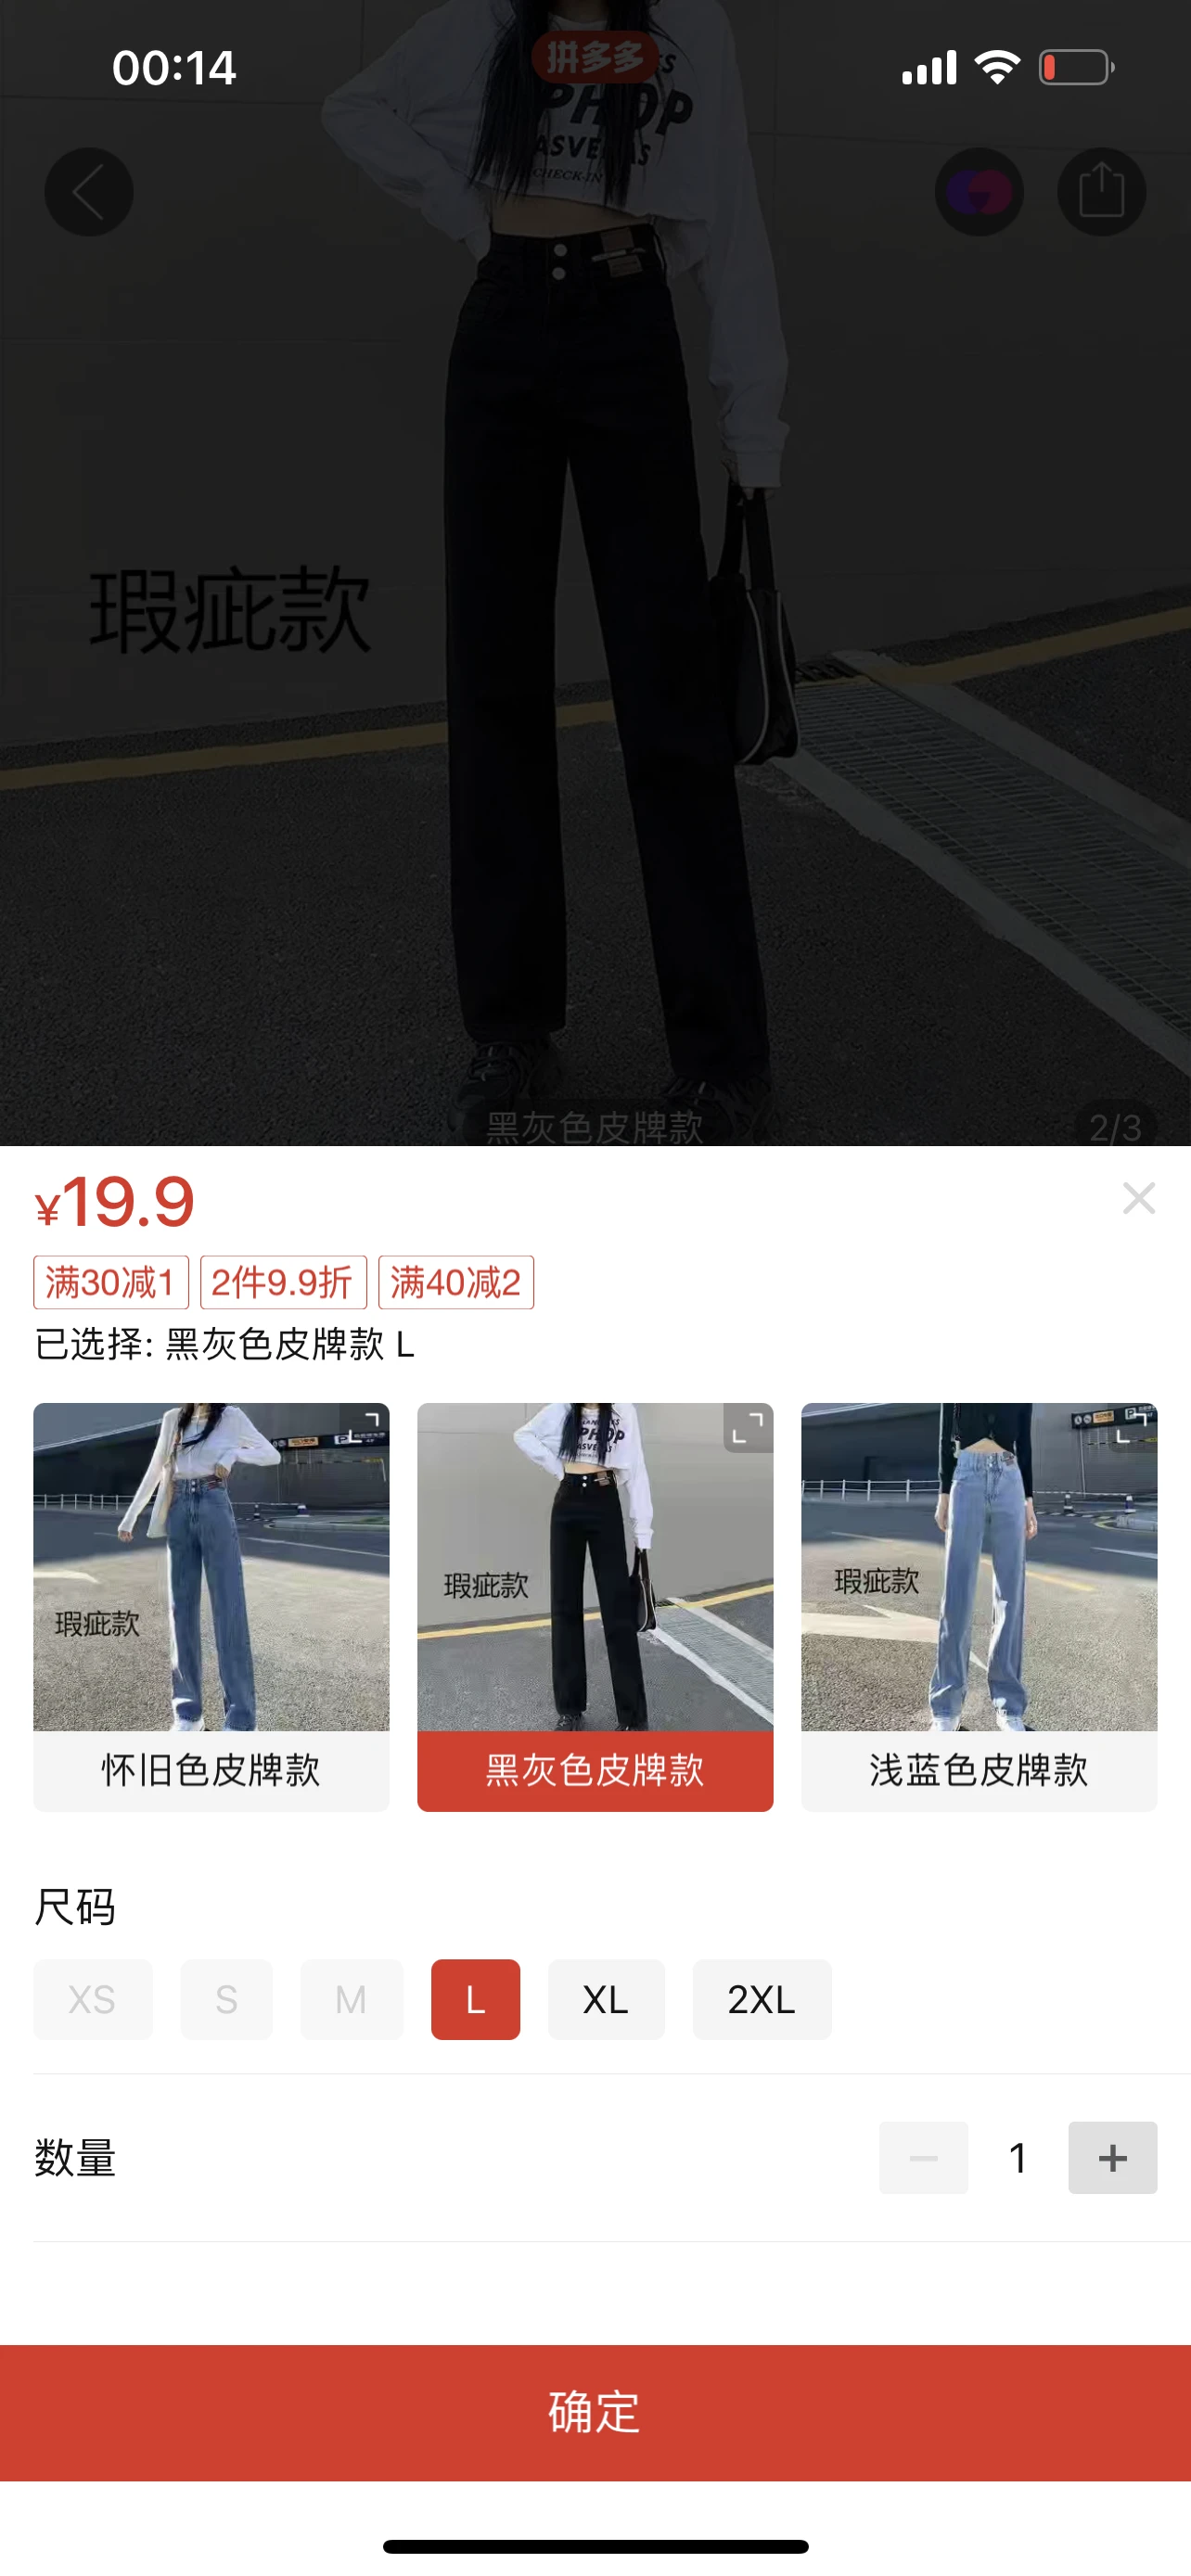 00:14
拼多多
PHOP
ASVEGAS
CHECK-IN
瑕疵款
黑灰色皮牌款
2/3
¥19.9
满30减1 2件9.9折 满40减2
已选择: 黑灰色皮牌款 L
瑕疵款
瑕疵款
瑕疵款
怀旧色皮牌款 黑灰色皮牌款 浅蓝色皮牌款
尺码
XS S M L XL 2XL
数量
1
确定